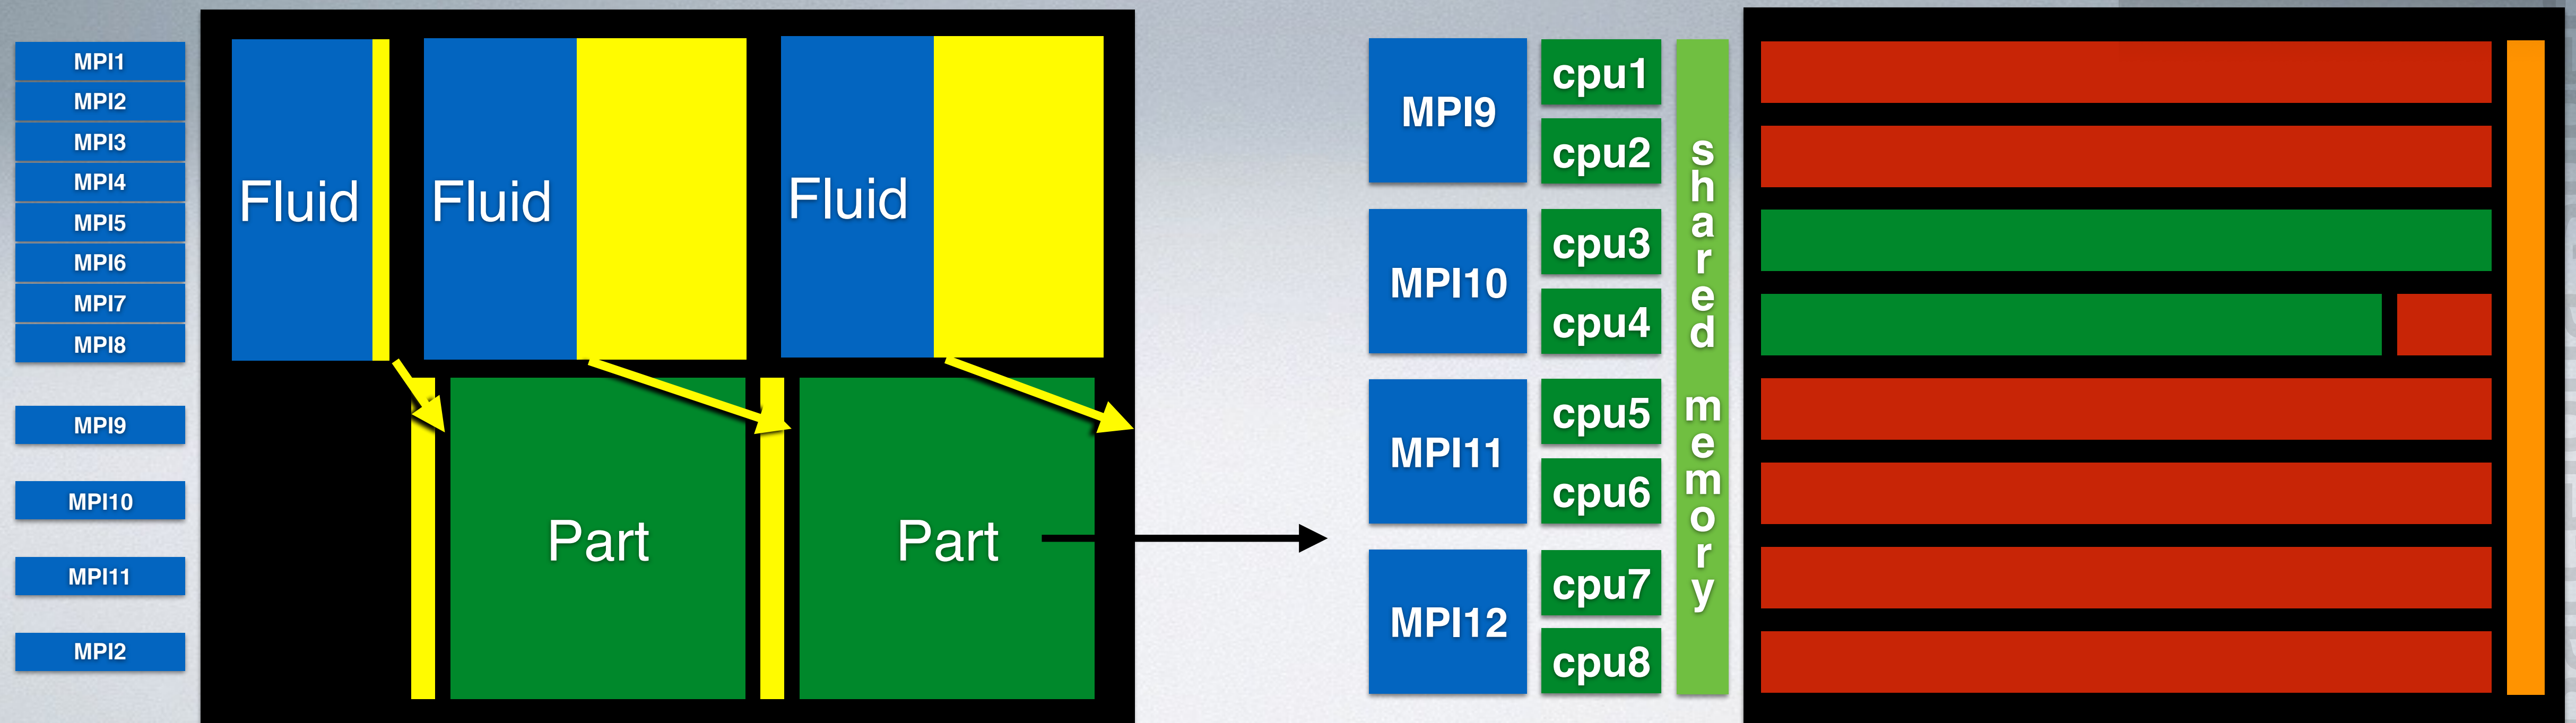 MPI1
MPI2
MPI3
MPI4
MPI5
MPI6
MPI7
MPI8
MPI9
MPI10
MPI11
MPI2
Fluid
Fluid
Fluid
Part
Part
MPI9
MPI10
MPI11
MPI12
cpu1
cpu2
cpu3
cpu4
cpu5
cpu6
cpu7
cpu8
shared memory